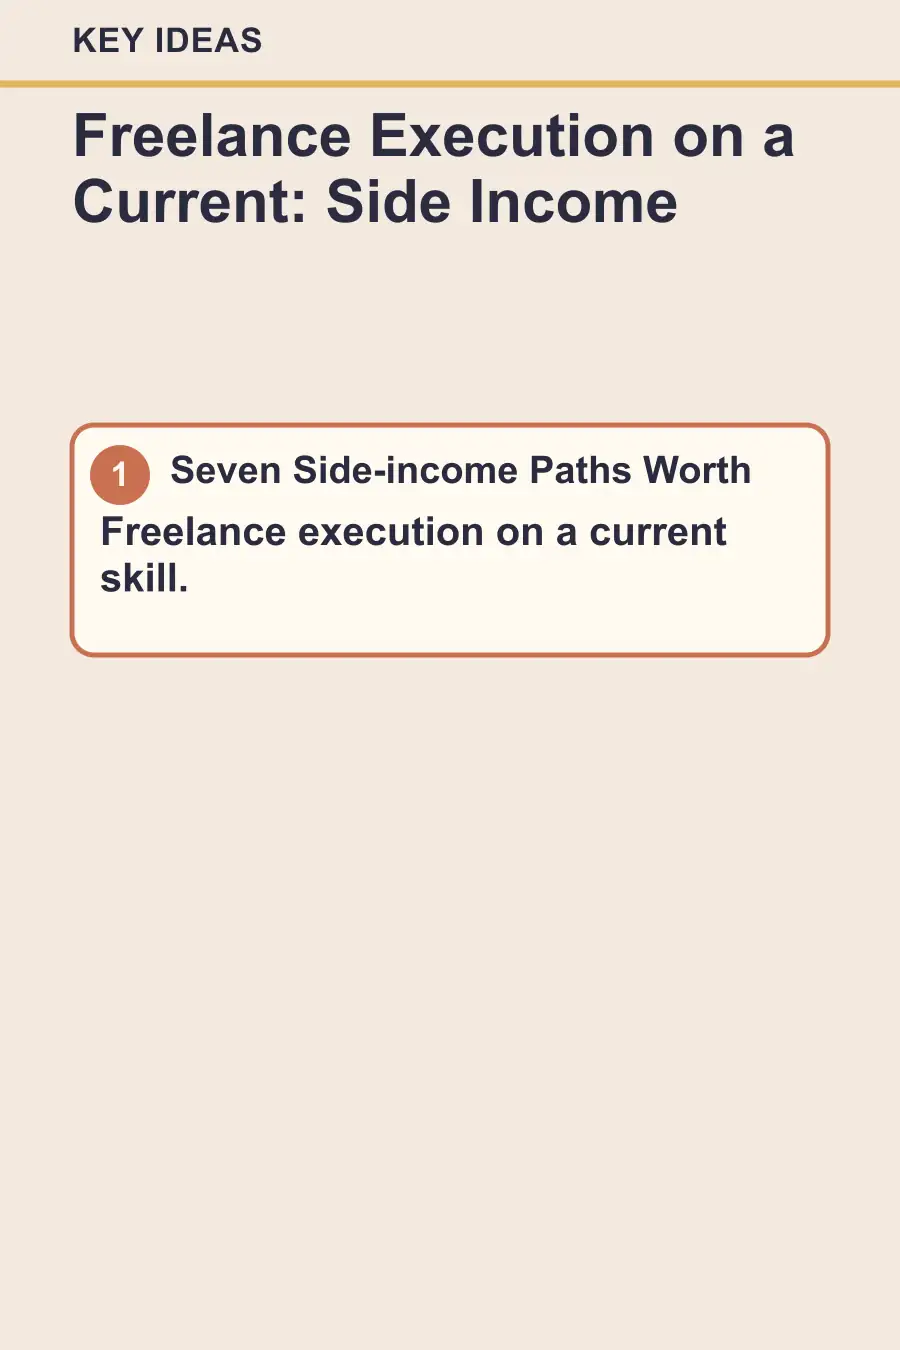 KEY IDEAS
Freelance Execution on a
Current: Side Income
1 Seven Side-income Paths Worth
Freelance execution on a current
skill.